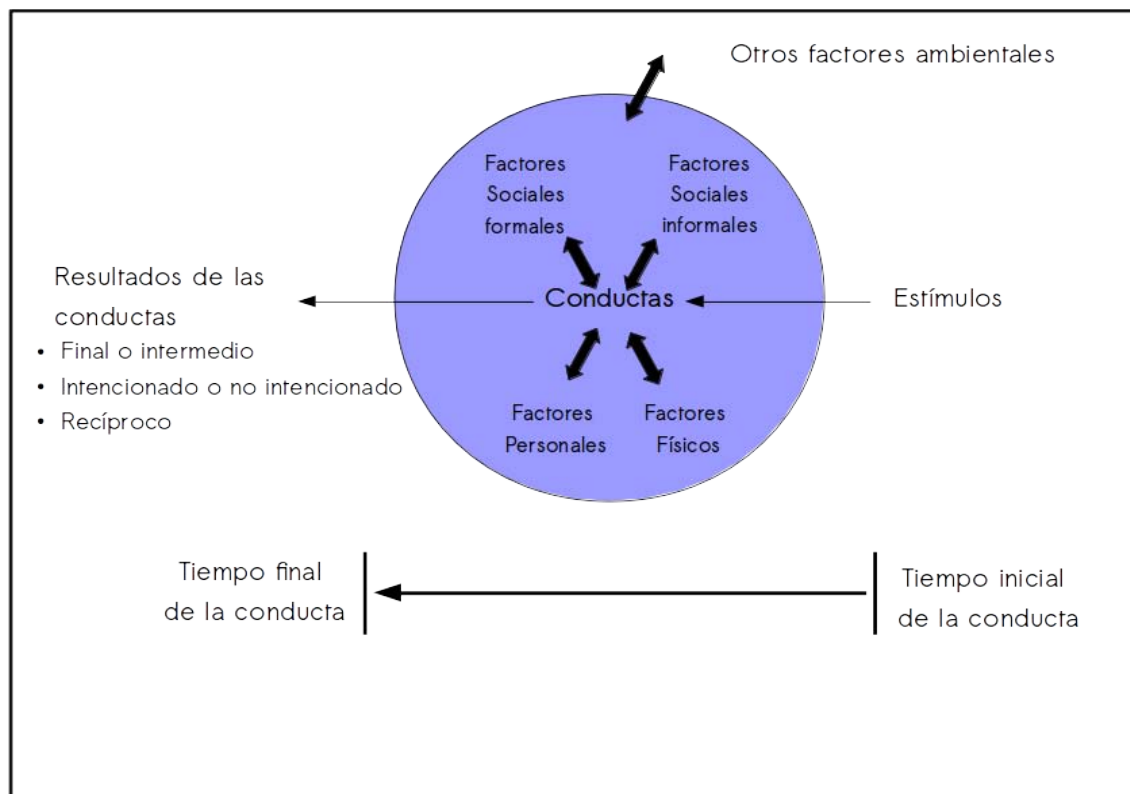 Otros factores ambientales
Factores
Sociales
formales
Factores
Sociales
informales
Resultados de las
conductas
• Final o intermedio
• Intencionado o no intencionado
• Recíproco
Conductas
Estímulos
Factores
Personales
Factores
Físicos
Tiempo final
de la conducta
Tiempo inicial
de la conducta